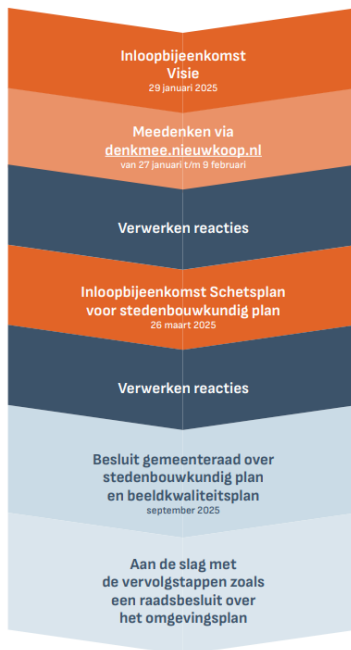 Inloopbijeenkomst
Visie
29 januari 2025
Meedenken via
denkmee.nieuwkoop.nl
van 27 januari t/m 9 februari
Verwerken reacties
Inloopbijeenkomst Schetsplan
voor stedenbouwkundig plan
26 maart 2025
Verwerken reacties
Besluit gemeenteraad over
stedenbouwkundig plan
en beeldkwaliteitsplan
september 2025
Aan de slag met
de vervolgstappen zoals
een raadsbesluit over
het omgevingsplan